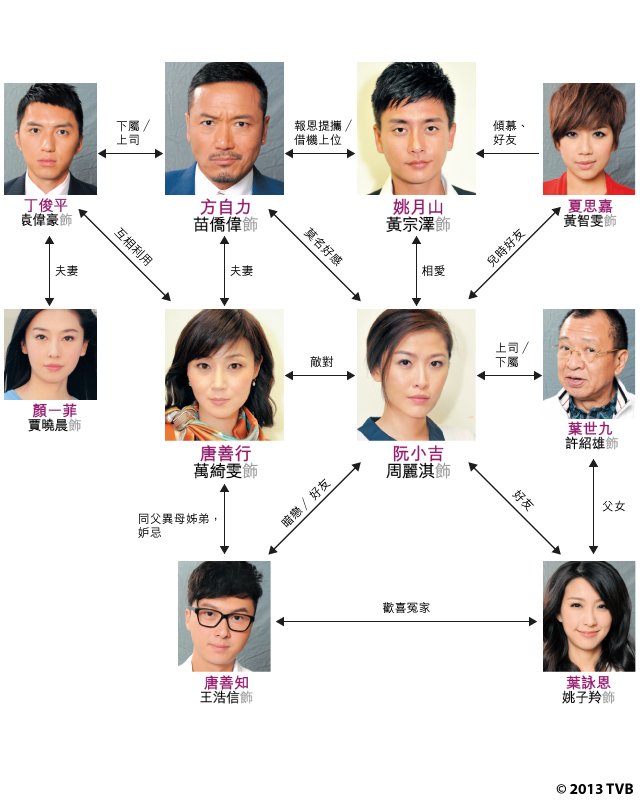 下屬 /
上司
報恩提攜 /
借機上位
傾慕、
好友
丁俊平
袁偉豪飾
方自力
苗僑偉飾
姚月山
黃宗澤飾
夏思嘉
黃智雯飾
夫妻
互相利用
夫妻
莫名好感
相愛
兒時好友
顏一菲
賈曉晨飾
敵對
上司 /
下屬
唐善行
萬綺雯飾
阮小吉
周麗淇飾
葉世九
許紹雄飾
同父異母姊弟，
妒忌
暗戀 / 好友
好友
父女
歡喜冤家
唐善知
王浩信飾
葉詠恩
姚子羚飾
© 2013 TVB